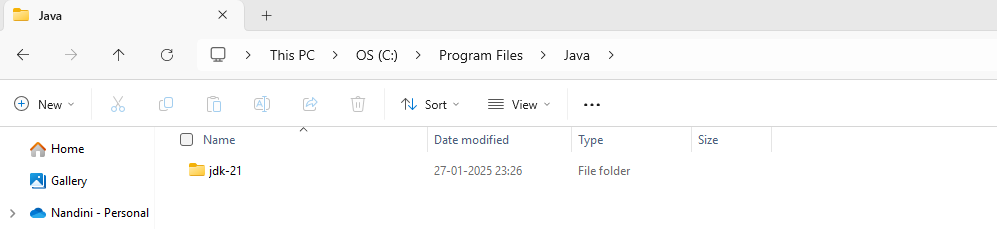 Java
This PC > OS (C:) > Program Files > Java >
New Sort View
Name Date modified Type Size
Home
jdk-21 27-01-2025 23:26 File folder
Gallery
Nandini - Personal